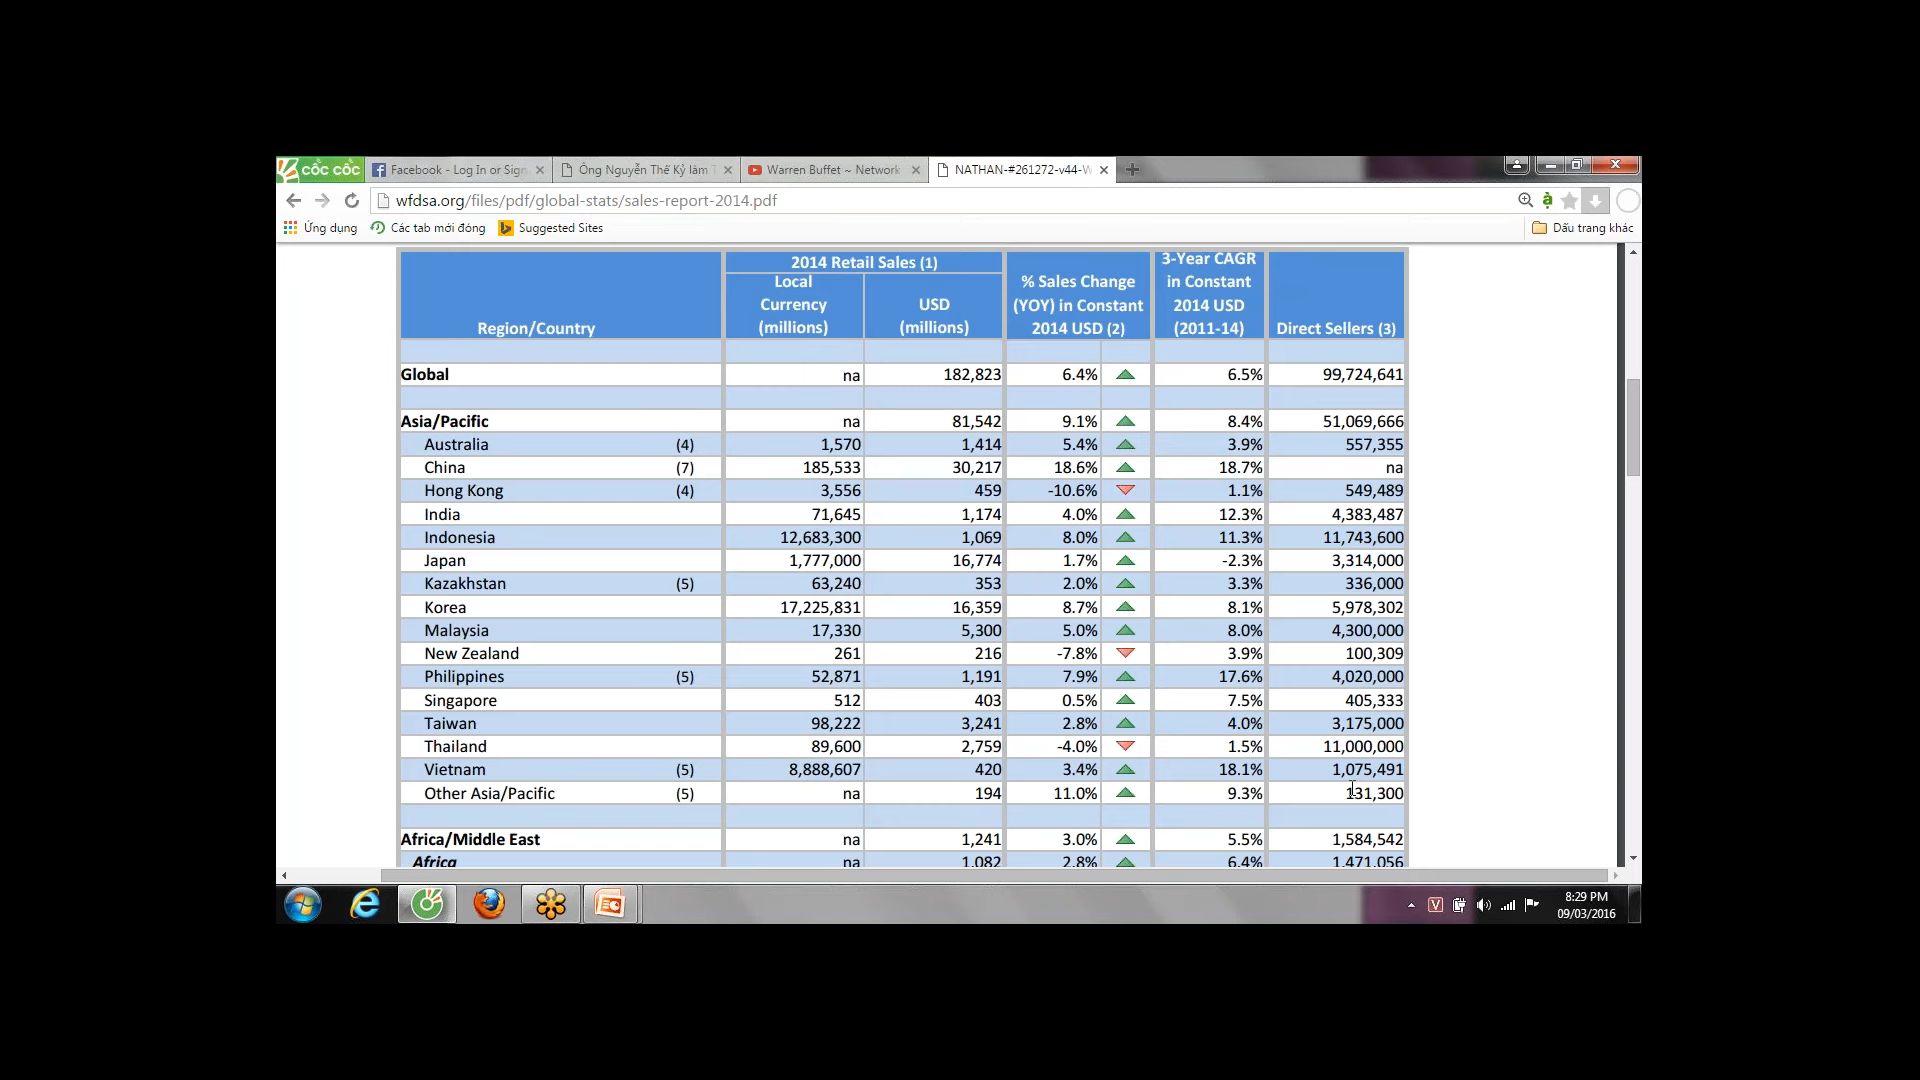 cốc cốc
Facebook - Log In or Sign
Ông Nguyễn Thế Kỷ làm T
Warren Buffet ~ Network
NATHAN-#261272-v44-W
wfdsa.org/files/pdf/global-stats/sales-report-2014.pdf
Ứng dụng
Các tab mới đóng
Suggested Sites
Dấu trang khác
Region/Country 2014 Retail Sales (1) Local Currency (millions) USD (millions) % Sales Change (YOY) in Constant 2014 USD (2) 3-Year CAGR in Constant 2014 USD (2011-14) Direct Sellers (3)
Global na 182,823 6.4% 6.5% 99,724,641
Asia/Pacific na 81,542 9.1% 8.4% 51,069,666
Australia (4) 1,570 1,414 5.4% 3.9% 557,355
China (7) 185,533 30,217 18.6% 18.7% na
Hong Kong (4) 3,556 459 -10.6% 1.1% 549,489
India 71,645 1,174 4.0% 12.3% 4,383,487
Indonesia 12,683,300 1,069 8.0% 11.3% 11,743,600
Japan 1,777,000 16,774 1.7% -2.3% 3,314,000
Kazakhstan (5) 63,240 353 2.0% 3.3% 336,000
Korea 17,225,831 16,359 8.7% 8.1% 5,978,302
Malaysia 17,330 5,300 5.0% 8.0% 4,300,000
New Zealand 261 216 -7.8% 3.9% 100,309
Philippines (5) 52,871 1,191 7.9% 17.6% 4,020,000
Singapore 512 403 0.5% 7.5% 405,333
Taiwan 98,222 3,241 2.8% 4.0% 3,175,000
Thailand 89,600 2,759 -4.0% 1.5% 11,000,000
Vietnam (5) 8,888,607 420 3.4% 18.1% 1,075,491
Other Asia/Pacific (5) na 194 11.0% 9.3% 131,300
Africa/Middle East na 1,241 3.0% 5.5% 1,584,542
Africa na 1,082 2.8% 6.4% 1,471,056
8:29 PM
09/03/2016